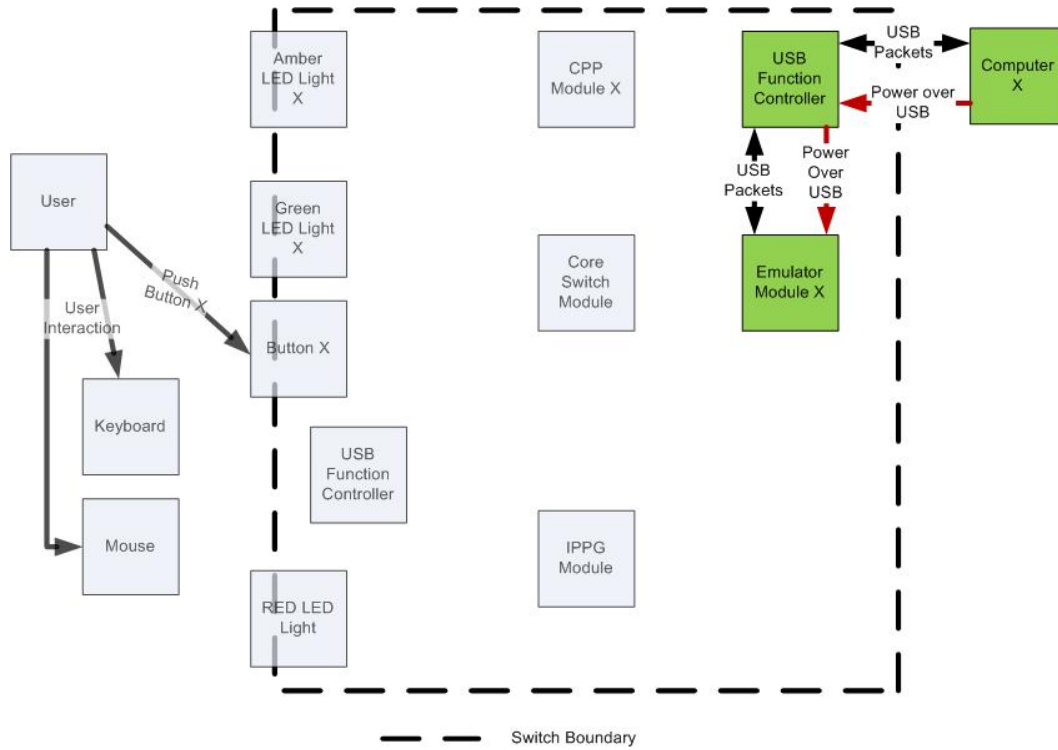 Amber
LED Light
X
CPP
Module X
USB
Function
Controller
USB
Packets
Computer
X
Power over
USB
User
Green
LED Light
X
Push
Button X
User
Interaction
Core
Switch
Module
USB
Packets
Power
Over
USB
Emulator
Module X
Button X
Keyboard
USB
Function
Controller
Mouse
IPPG
Module
RED LED
Light
Switch Boundary